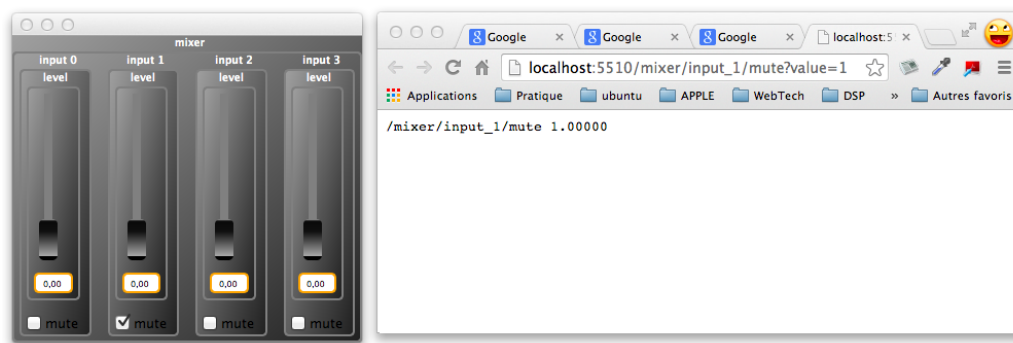 mixer
input 0 input 1 input 2 input 3
level level level level
0,00 0,00 0,00 0,00
mute mute mute mute
Google Google Google localhost:5
localhost:5510/mixer/input_1/mute?value=1
Applications Pratique ubuntu APPLE WebTech DSP » Autres favoris
/mixer/input_1/mute 1.00000